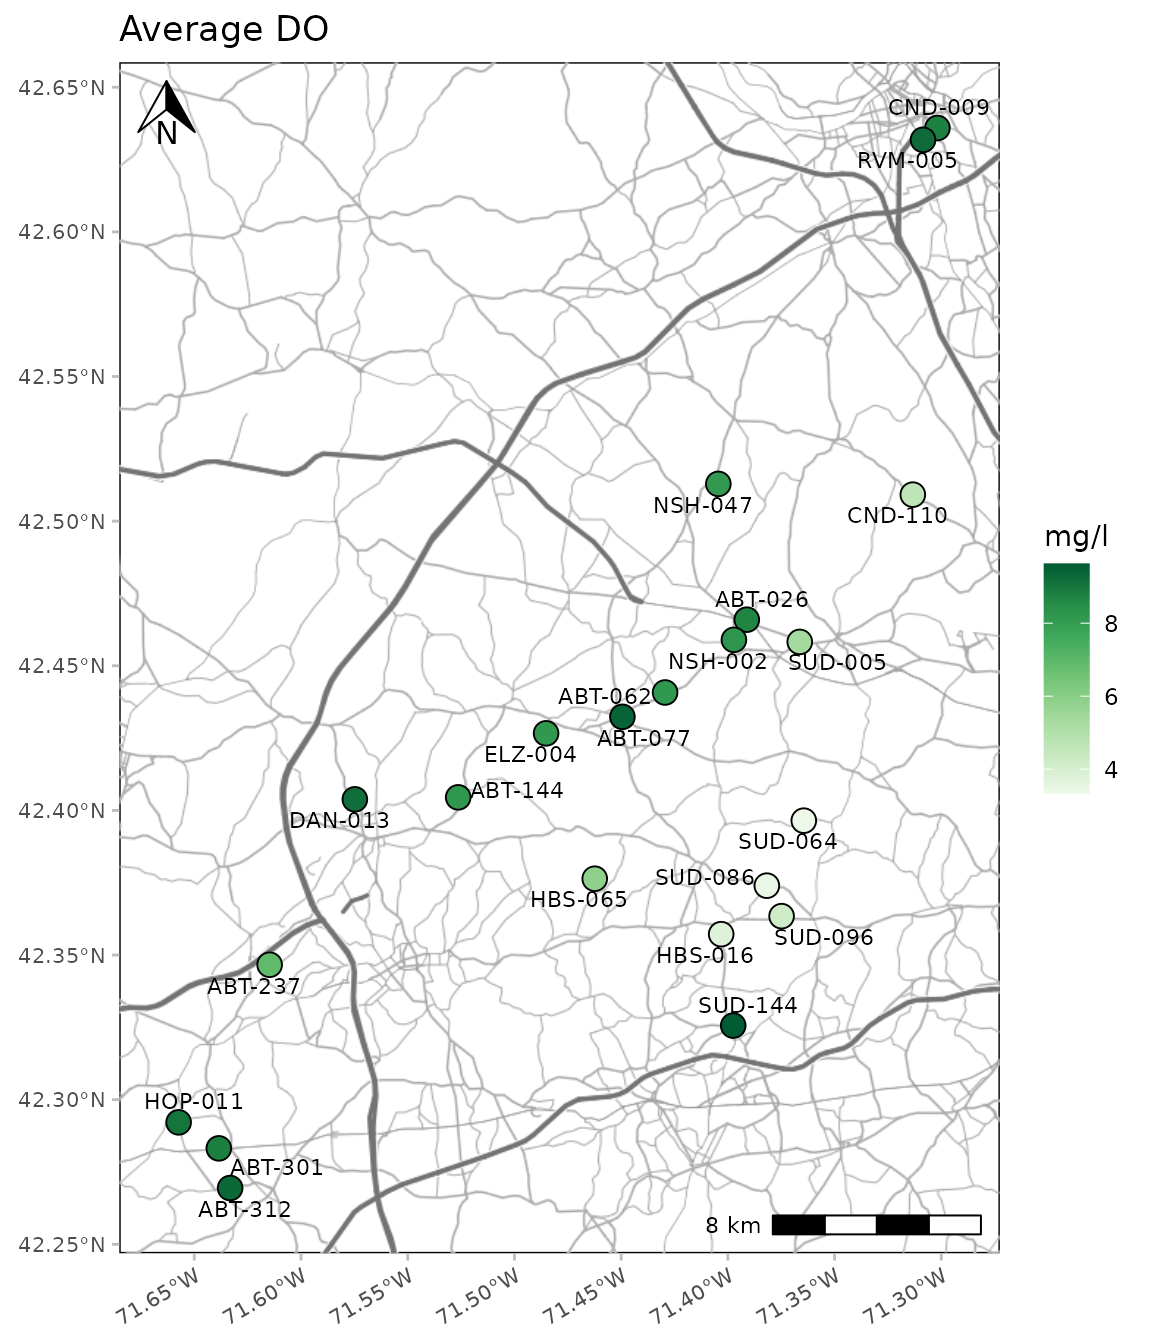 Average DO
42.65°N
N
CND-009
RVM-005
42.60°N
42.55°N
42.50°N
NSH-047
CND-110
mg/l
ABT-026
8
NSH-002
SUD-005
42.45°N
ABT-062
6
ABT-077
ELZ-004
4
ABT-144
42.40°N
DAN-013
SUD-064
SUD-086
HBS-065
SUD-096
42.35°N
HBS-016
ABT-237
SUD-144
42.30°N
HOP-011
ABT-301
ABT-312
8 km
42.25°N
71.65°W
71.60°W
71.55°W
71.50°W
71.45°W
71.40°W
71.35°W
71.30°W